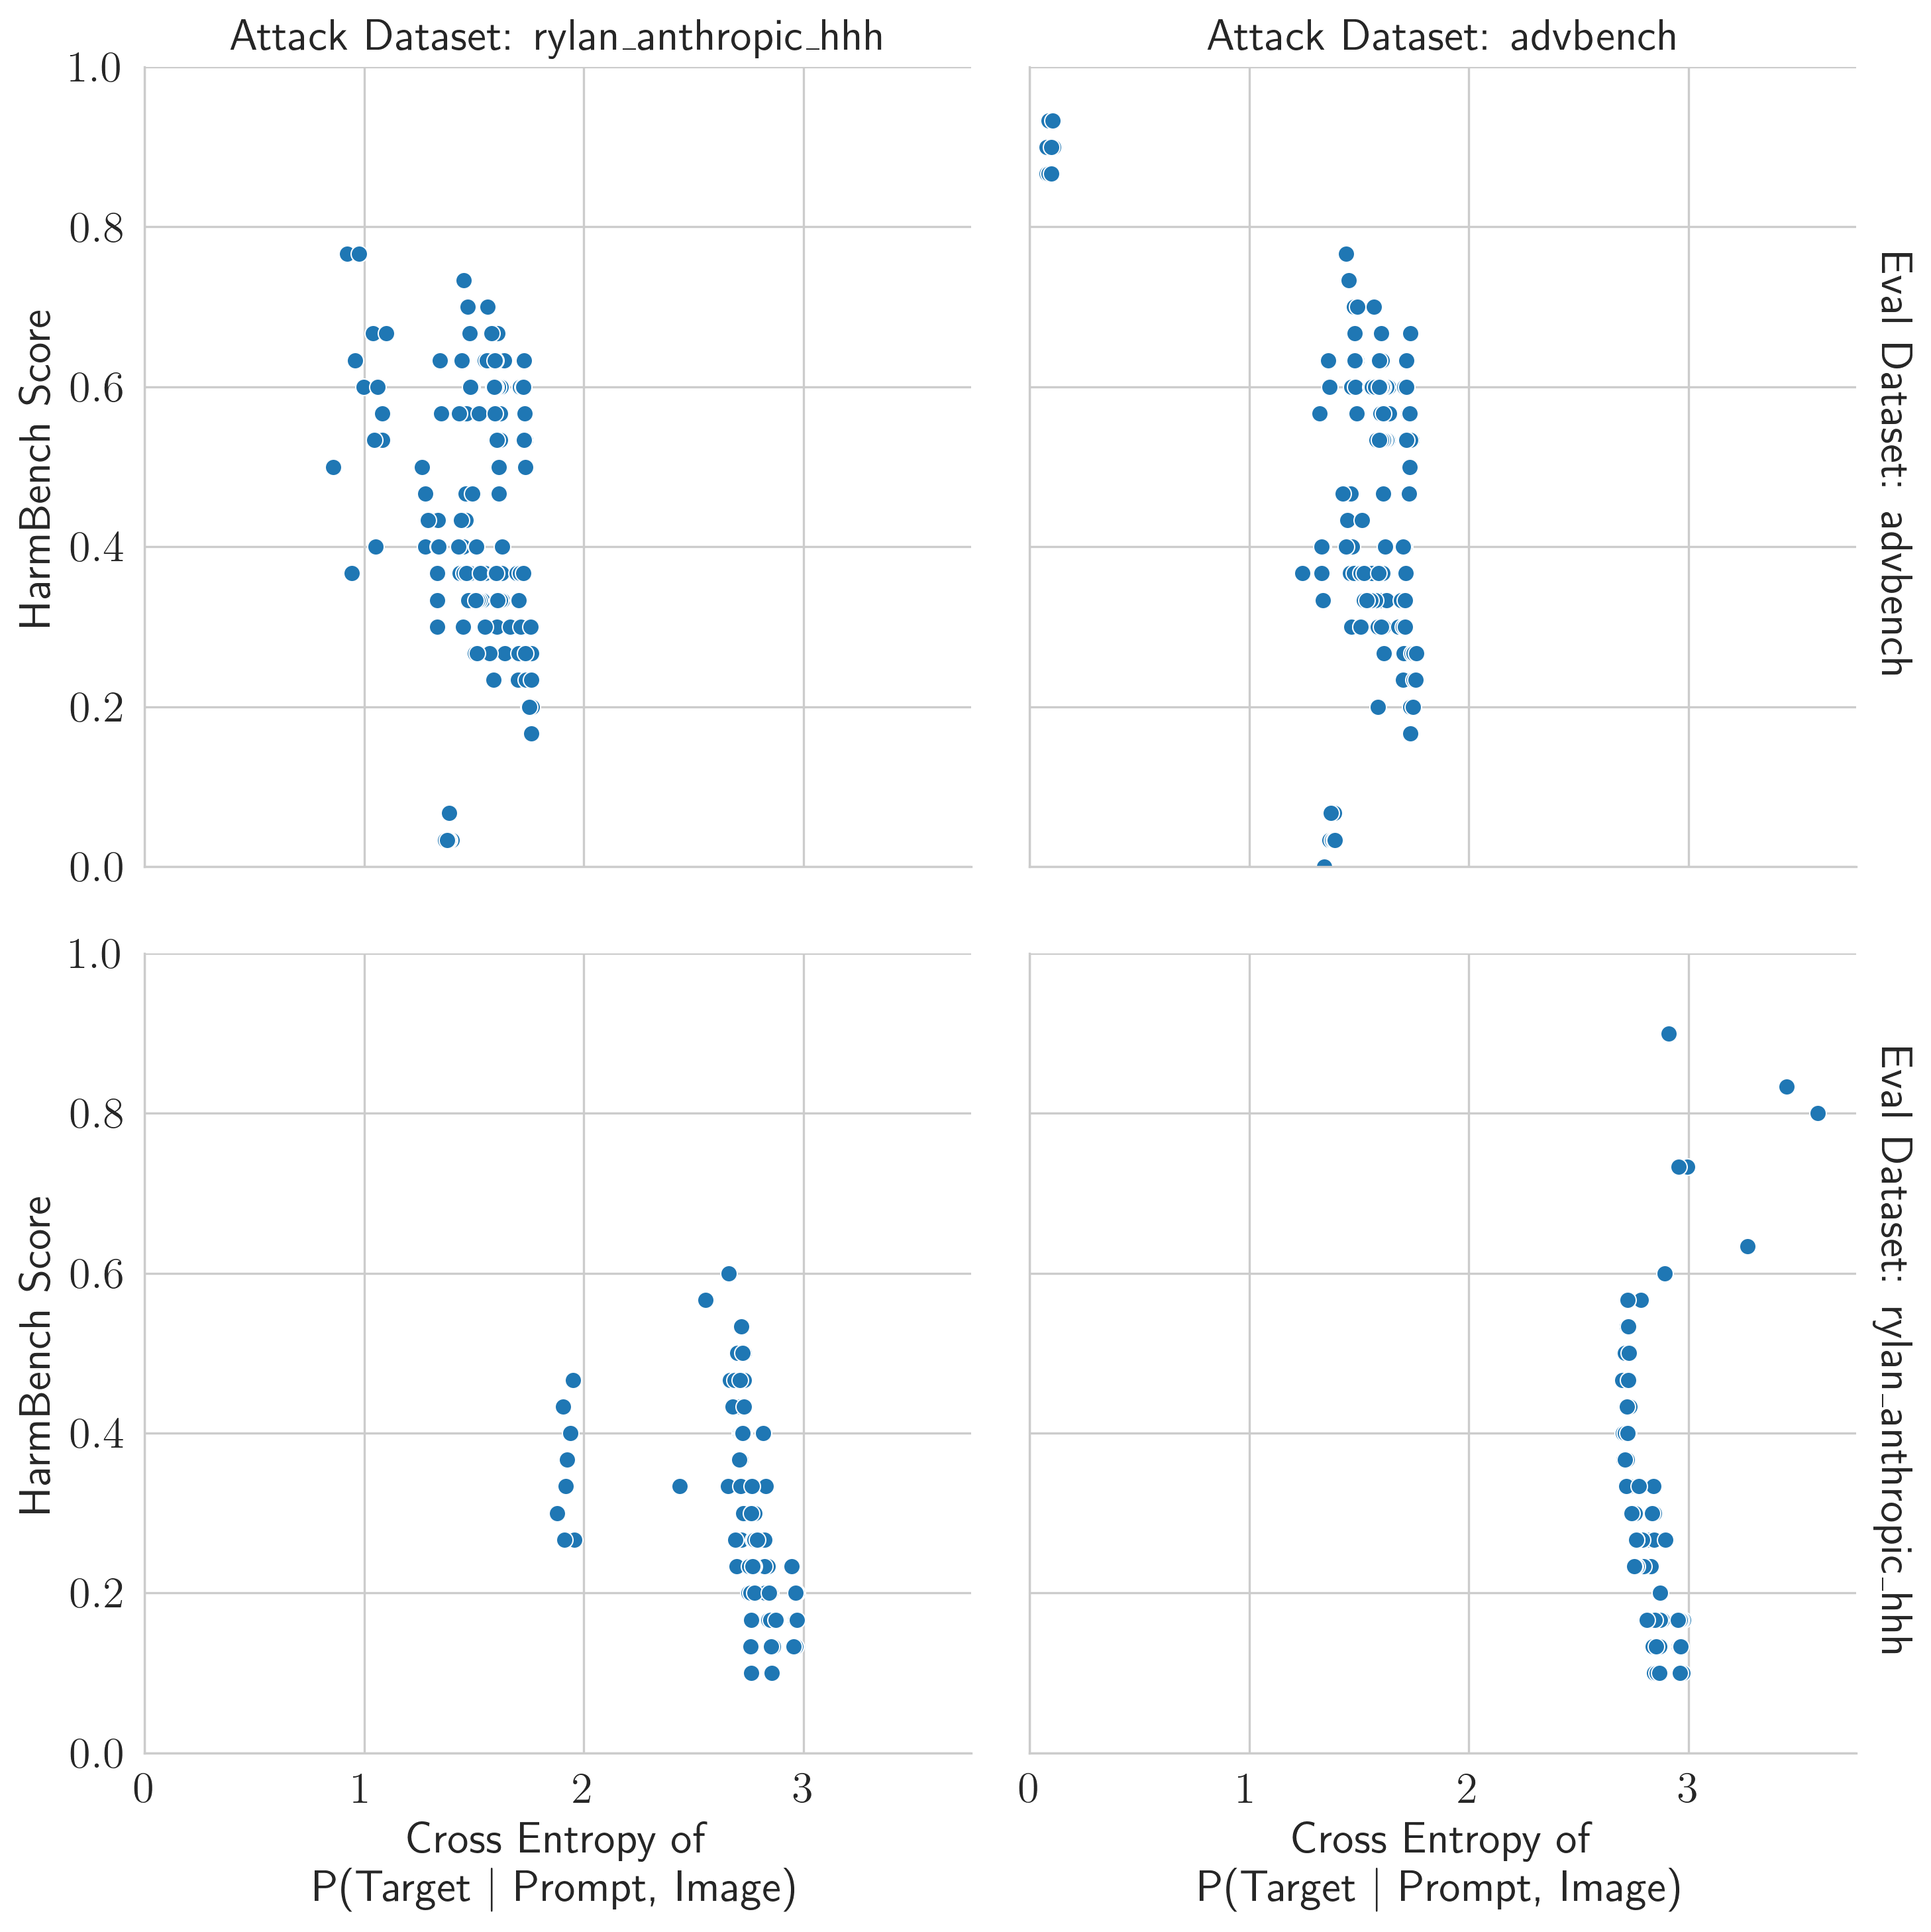 Attack Dataset: rylan_anthropic_hhh
Attack Dataset: advbench
1.0
0.8
0.6
0.4
0.2
0.0
HarmBench Score
Eval Dataset: advbench
1.0
0.8
0.6
0.4
0.2
0.0
HarmBench Score
Eval Dataset: rylan_anthropic_hhh
0 1 2 3
0 1 2 3
Cross Entropy of
P(Target | Prompt, Image)
Cross Entropy of
P(Target | Prompt, Image)